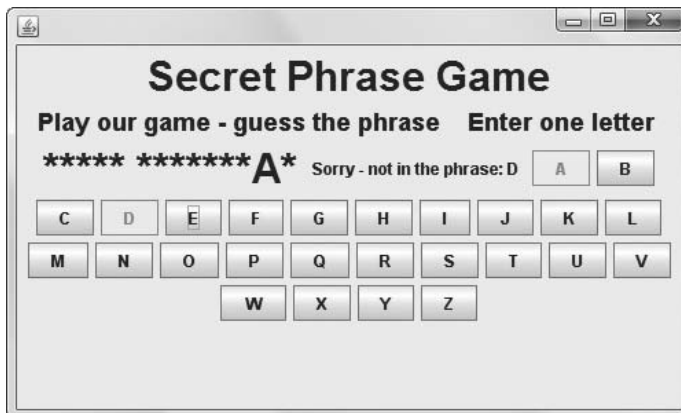 Secret Phrase Game
Play our game - guess the phrase Enter one letter
***** *******A* Sorry - not in the phrase: D A B
C D E F G H I J K L
M N O P Q R S T U V
W X Y Z